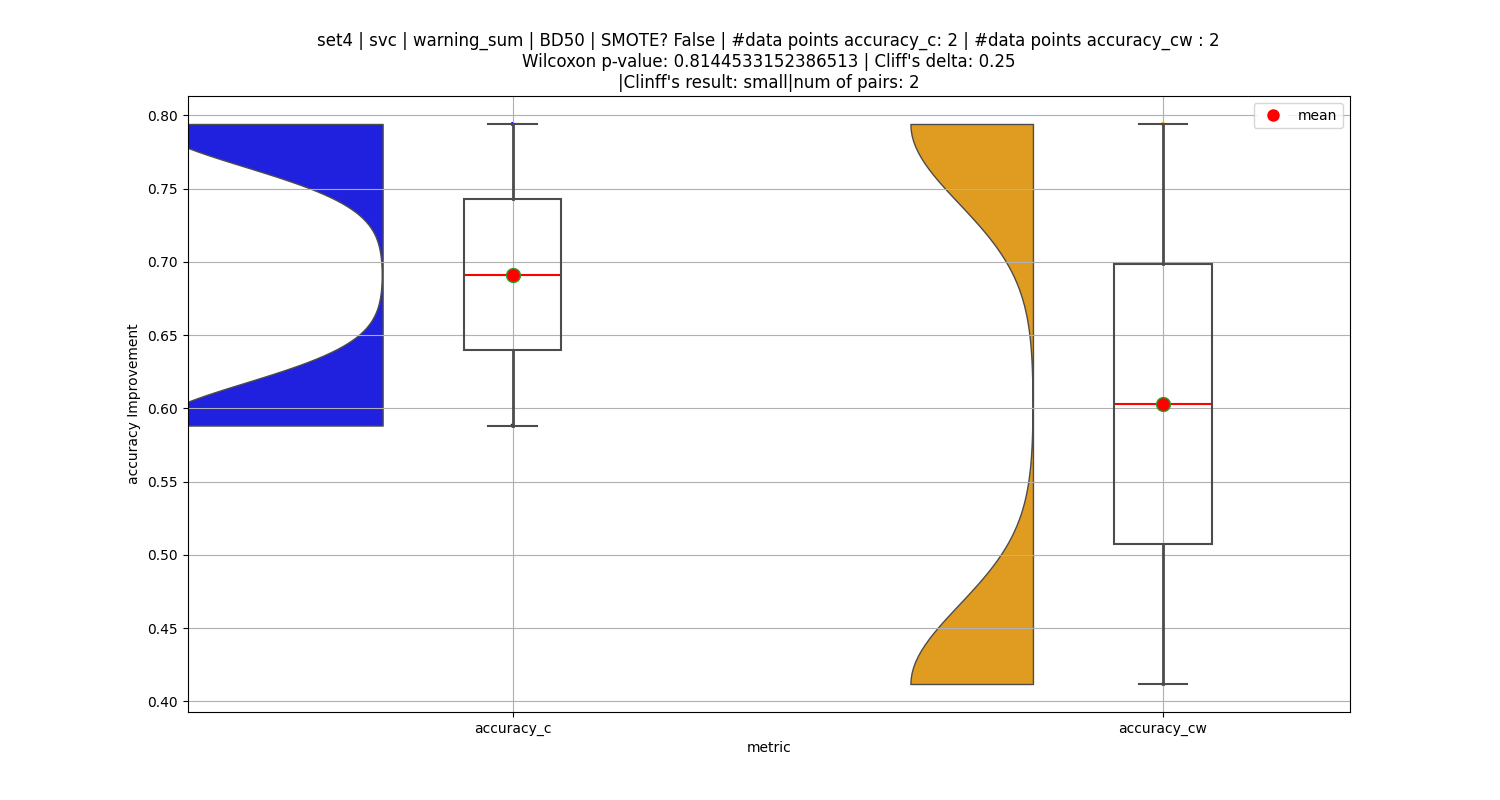 set4 | svc | warning_sum | BD50 | SMOTE? False | #data points accuracy_c: 2 | #data points accuracy_cw : 2
Wilcoxon p-value: 0.8144533152386513 | Cliff's delta: 0.25
|Clinff's result: small|num of pairs: 2
mean
0.80
0.75
0.70
0.65
0.60
0.55
0.50
0.45
0.40
accuracy Improvement
accuracy_c
accuracy_cw
metric